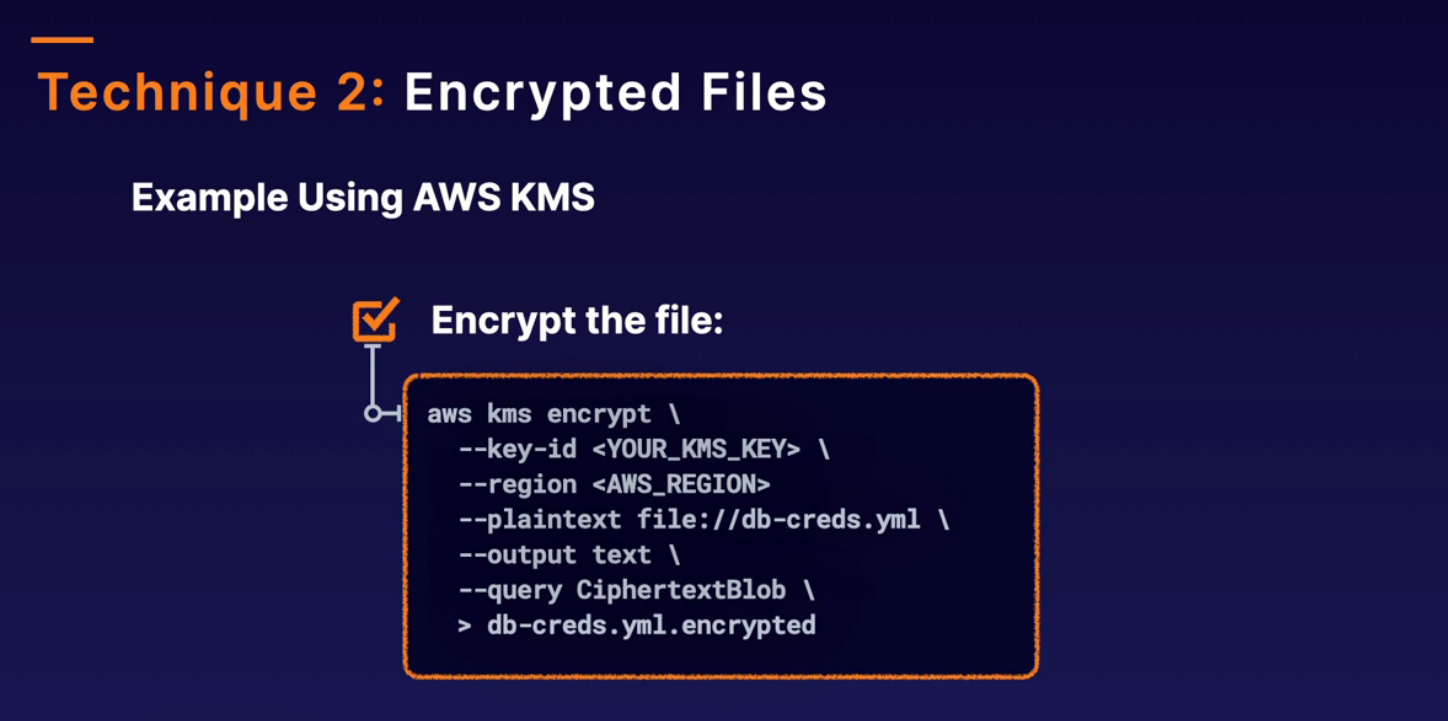 Technique 2: Encrypted Files
Example Using AWS KMS
Encrypt the file:
aws kms encrypt \
--key-id <YOUR_KMS_KEY> \
--region <AWS_REGION>
--plaintext file://db-creds.yml \
--output text \
--query CiphertextBlob \
> db-creds.yml.encrypted